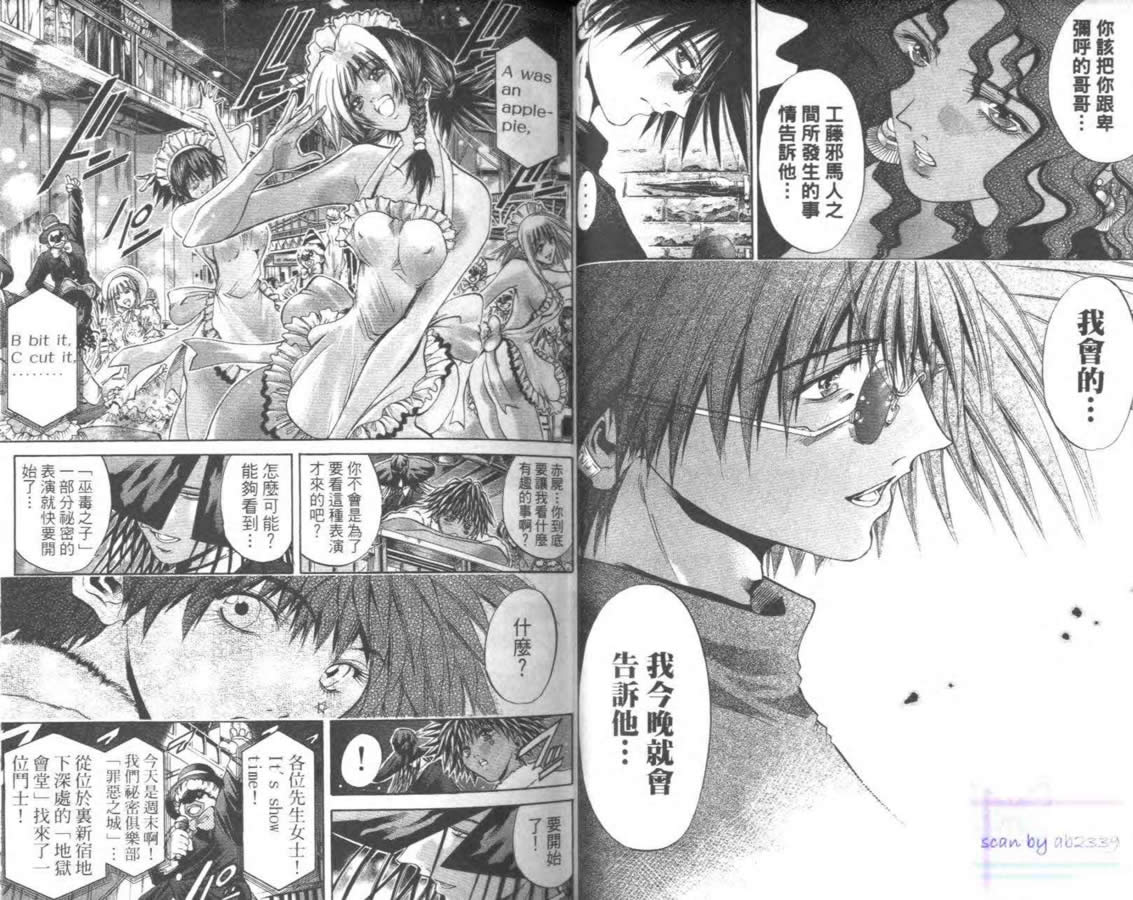 你該把你跟卑
彌呼的哥哥…
工藤邪馬人之
間所發生的事
情告訴他…
‥‥
我會的…
我今晚就會
告訴他…
A was
an
apple-
pie,
B bit it,
C cut it,
........
赤屍…你到底
要讓我看什麼
有趣的事啊？
你不會是為了
要看這種表演
才來的吧？
怎麼可能？
能夠看到…
「巫毒之子」
一部分祕密的
表演就快要開
始了…
什麼？
！
要開始
了！
各位先生女士！
It's show
time！
今天是週末啊！
我們祕密俱樂部
「罪惡之城」…
從位於裏新宿地
下深處的「地獄
會堂」找來了一
位鬥士！
scan by ab2339